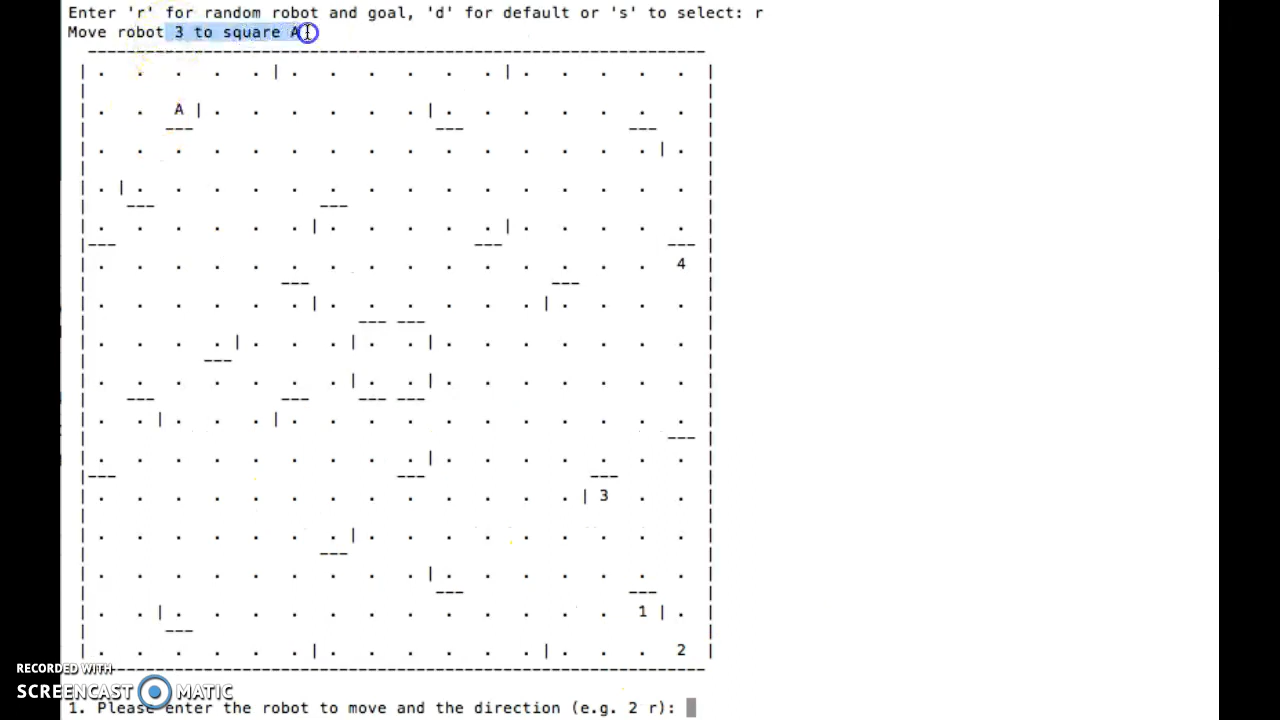 Enter 'r' for random robot and goal, 'd' for default or 's' to select: r
Move robot 3 to square A
----------------------------------------------------------------
| . . . . . | . . . . . . | . . . . . |
| |
| . . A | . . . . . . | . . . . . . . |
| --- --- --- |
| . . . . . . . . . . . . . . . | . |
| |
| . | . . . . . . . . . . . . . . . |
| --- --- |
| . . . . . . | . . . . . | . . . . . |
|--- --- --- |
| . . . . . . . . . . . . . . . 4 |
| --- --- |
| . . . . . . | . . . . . . | . . . . |
| --- --- |
| . . . . | . . . | . . | . . . . . . . |
| --- |
| . . . . . . . | . . | . . . . . . . |
| --- --- --- --- |
| . . | . . . | . . . . . . . . . . . |
| --- |
| . . . . . . . . . | . . . . . . . |
|--- --- --- |
| . . . . . . . . . . . . . | 3 . . |
| |
| . . . . . . . | . . . . . . . . . |
| --- |
| . . . . . . . . . | . . . . . . . |
| --- --- |
| . . | . . . . . . . . . . . . 1 | . |
| --- |
| . . . . . . | . . . . . . | . . . 2 |
----------------------------------------------------------------
RECORDED WITH
SCREENCAST MATIC
1. Please enter the robot to move and the direction (e.g. 2 r):